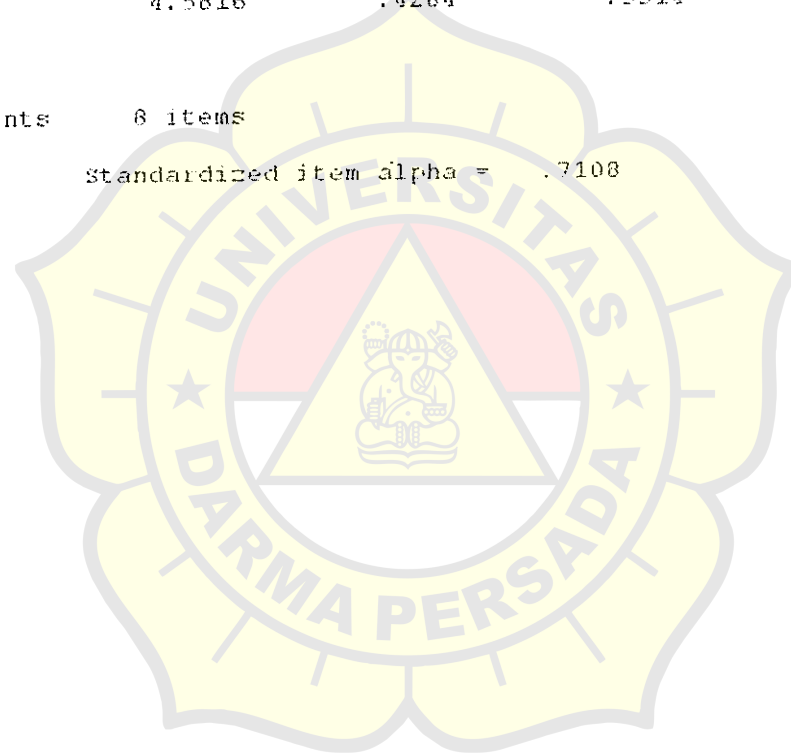 nts 8 items
Standardized item alpha = .7108
UNIVERSITAS
DARMA PERSADA